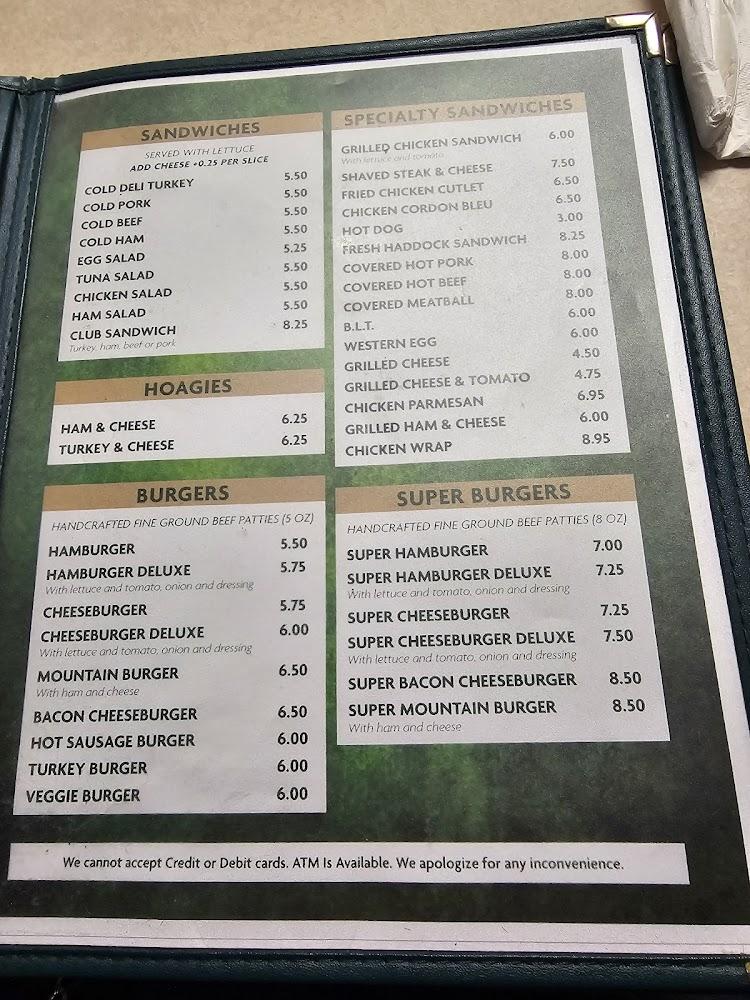 SANDWICHES
SERVED WITH LETTUCE
ADD CHEESE +0.25 PER SLICE
COLD DELI TURKEY 5.50
COLD PORK 5.50
COLD BEEF 5.50
COLD HAM 5.50
EGG SALAD 5.25
TUNA SALAD 5.50
CHICKEN SALAD 5.50
HAM SALAD 5.50
CLUB SANDWICH 8.25
Turkey, ham, beef or pork
HOAGIES
HAM & CHEESE 6.25
TURKEY & CHEESE 6.25
BURGERS
HANDCRAFTED FINE GROUND BEEF PATTIES (5 OZ)
HAMBURGER 5.50
HAMBURGER DELUXE 5.75
With lettuce and tomato, onion and dressing
CHEESEBURGER 5.75
CHEESEBURGER DELUXE 6.00
With lettuce and tomato, onion and dressing
MOUNTAIN BURGER 6.50
With ham and cheese
BACON CHEESEBURGER 6.50
HOT SAUSAGE BURGER 6.00
TURKEY BURGER 6.00
VEGGIE BURGER 6.00
SPECIALTY SANDWICHES
GRILLED CHICKEN SANDWICH 6.00
With lettuce and tomato
SHAVED STEAK & CHEESE 7.50
FRIED CHICKEN CUTLET 6.50
CHICKEN CORDON BLEU 6.50
HOT DOG 3.00
FRESH HADDOCK SANDWICH 8.25
COVERED HOT PORK 8.00
COVERED HOT BEEF 8.00
COVERED MEATBALL 8.00
B.L.T. 6.00
WESTERN EGG 6.00
GRILLED CHEESE 4.50
GRILLED CHEESE & TOMATO 4.75
CHICKEN PARMESAN 6.95
GRILLED HAM & CHEESE 6.00
CHICKEN WRAP 8.95
SUPER BURGERS
HANDCRAFTED FINE GROUND BEEF PATTIES (8 OZ)
SUPER HAMBURGER 7.00
SUPER HAMBURGER DELUXE 7.25
With lettuce and tomato, onion and dressing
SUPER CHEESEBURGER 7.25
SUPER CHEESEBURGER DELUXE 7.50
With lettuce and tomato, onion and dressing
SUPER BACON CHEESEBURGER 8.50
SUPER MOUNTAIN BURGER 8.50
With ham and cheese
We cannot accept Credit or Debit cards. ATM Is Available. We apologize for any inconvenience.